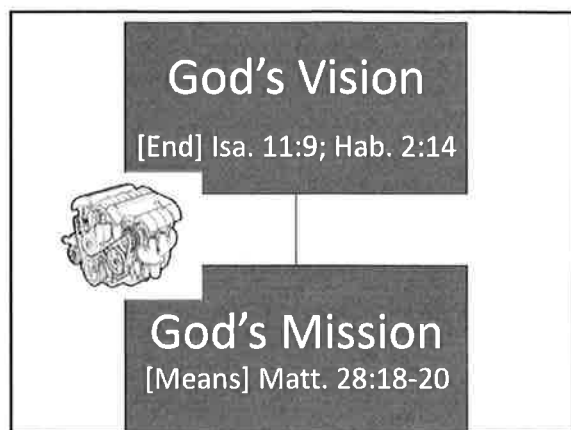 God's Vision
[End] Isa. 11:9; Hab. 2:14
God's Mission
[Means] Matt. 28:18-20